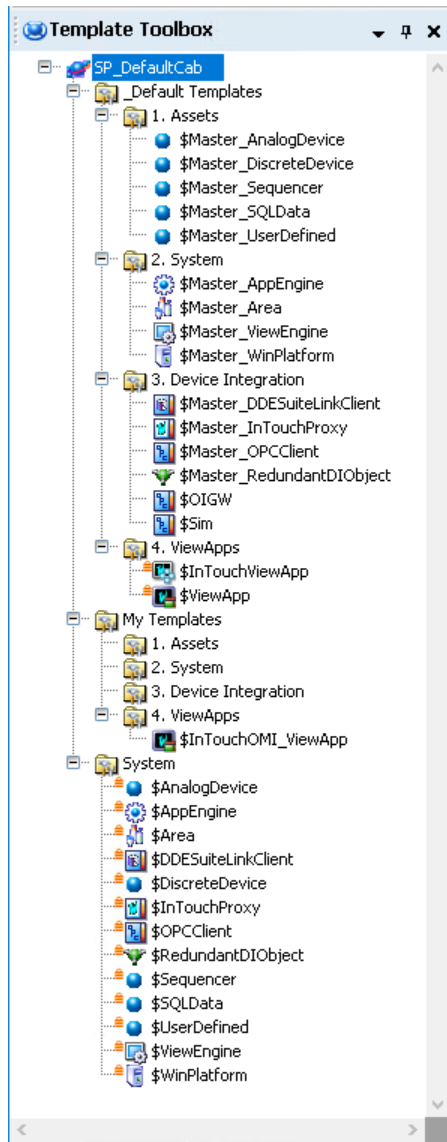 Template Toolbox
SP_DefaultCab
_Default Templates
1. Assets
$Master_AnalogDevice
$Master_DiscreteDevice
$Master_Sequencer
$Master_SQLData
$Master_UserDefined
2. System
$Master_AppEngine
$Master_Area
$Master_ViewEngine
$Master_WinPlatform
3. Device Integration
$Master_DDESuiteLinkClient
$Master_InTouchProxy
$Master_OPCClient
$Master_RedundantDIObject
$OIGW
$Sim
4. ViewApps
$InTouchViewApp
$ViewApp
My Templates
1. Assets
2. System
3. Device Integration
4. ViewApps
$InTouchOMI_ViewApp
System
$AnalogDevice
$AppEngine
$Area
$DDESuiteLinkClient
$DiscreteDevice
$InTouchProxy
$OPCClient
$RedundantDIObject
$Sequencer
$SQLData
$UserDefined
$ViewEngine
$WinPlatform